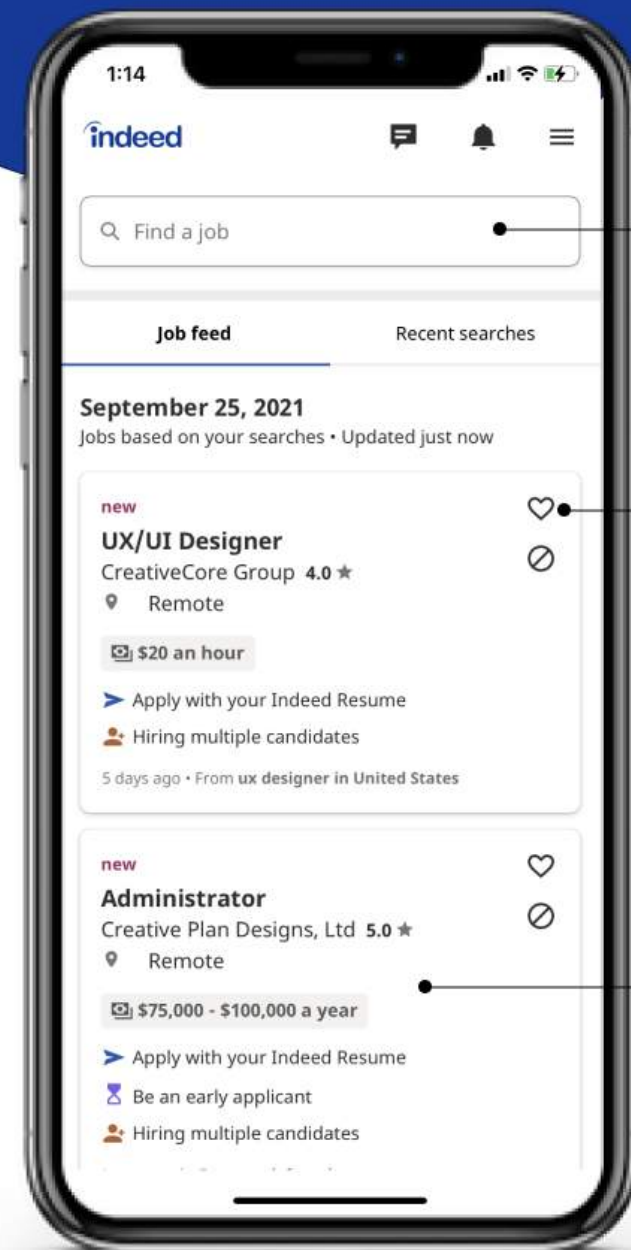 1:14
indeed
Find a job
Job feed Recent searches
September 25, 2021
Jobs based on your searches • Updated just now
new
UX/UI Designer
CreativeCore Group 4.0 ★
Remote
$20 an hour
Apply with your Indeed Resume
Hiring multiple candidates
5 days ago • From ux designer in United States
new
Administrator
Creative Plan Designs, Ltd 5.0 ★
Remote
$75,000 - $100,000 a year
Apply with your Indeed Resume
Be an early applicant
Hiring multiple candidates